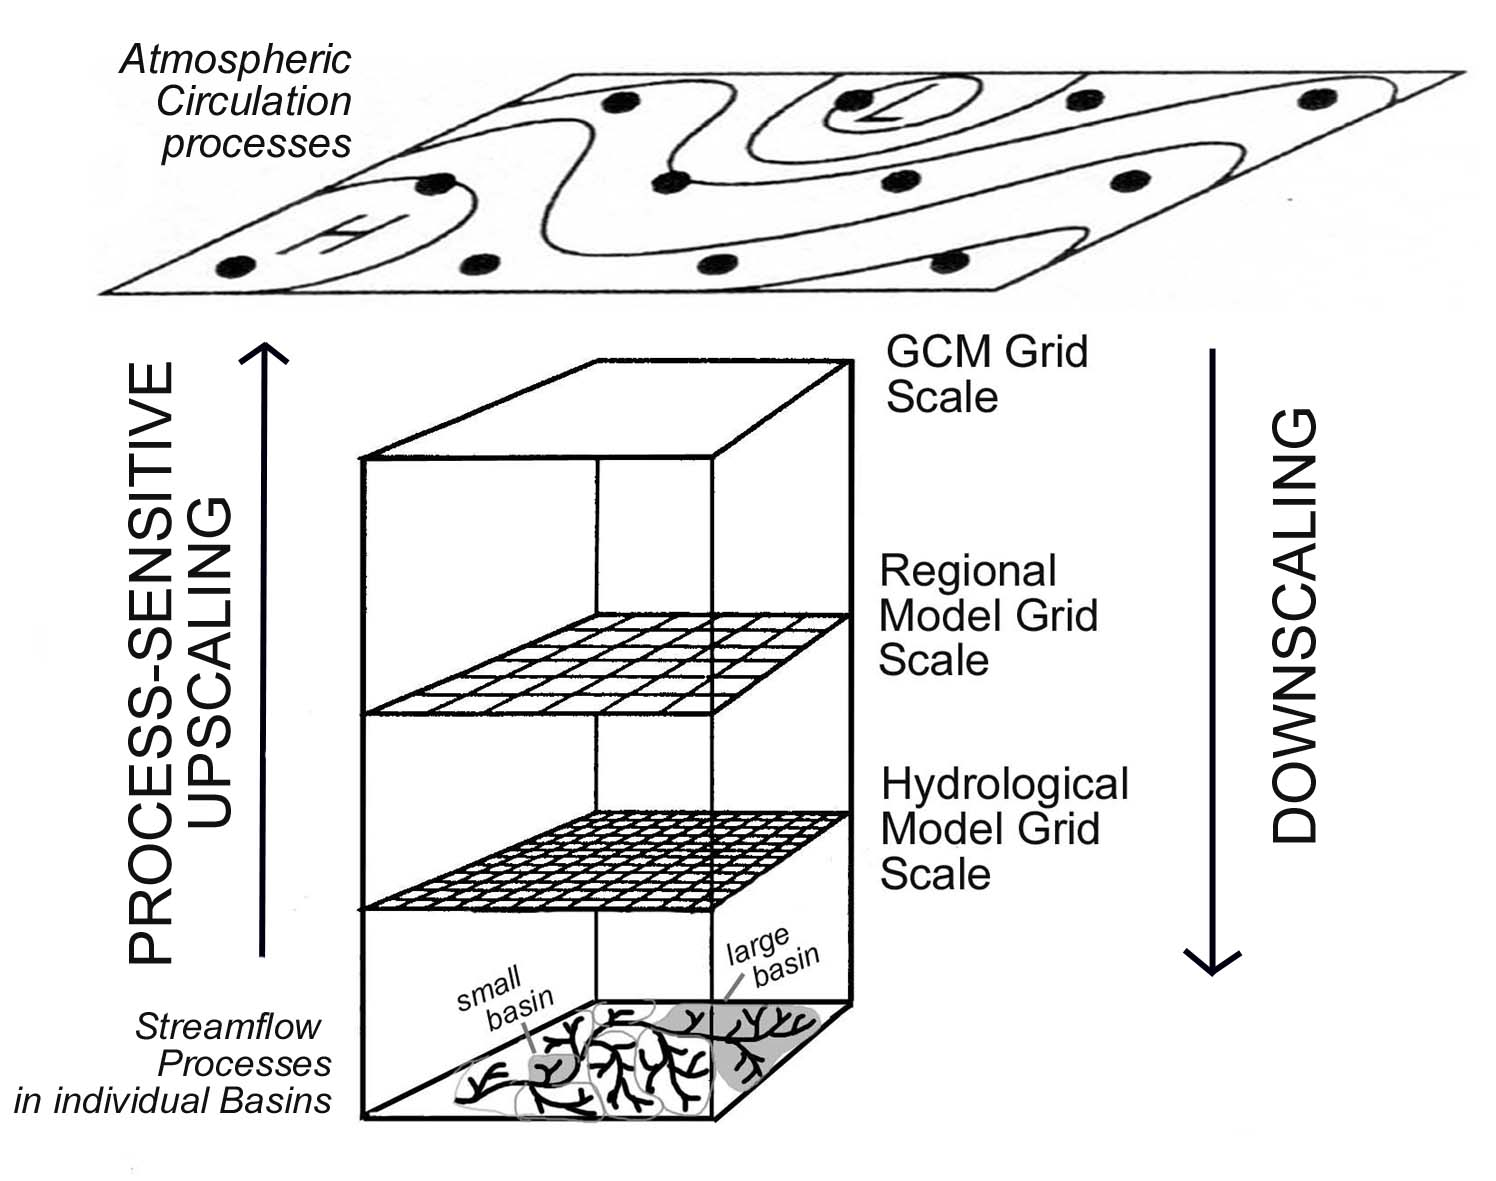 Atmospheric
Circulation
processes
L
H
GCM Grid
Scale
PROCESS-SENSITIVE
UPSCALING
Regional
Model Grid
Scale
DOWNSCALING
Hydrological
Model Grid
Scale
large
basin
small
basin
Streamflow
Processes
in individual Basins